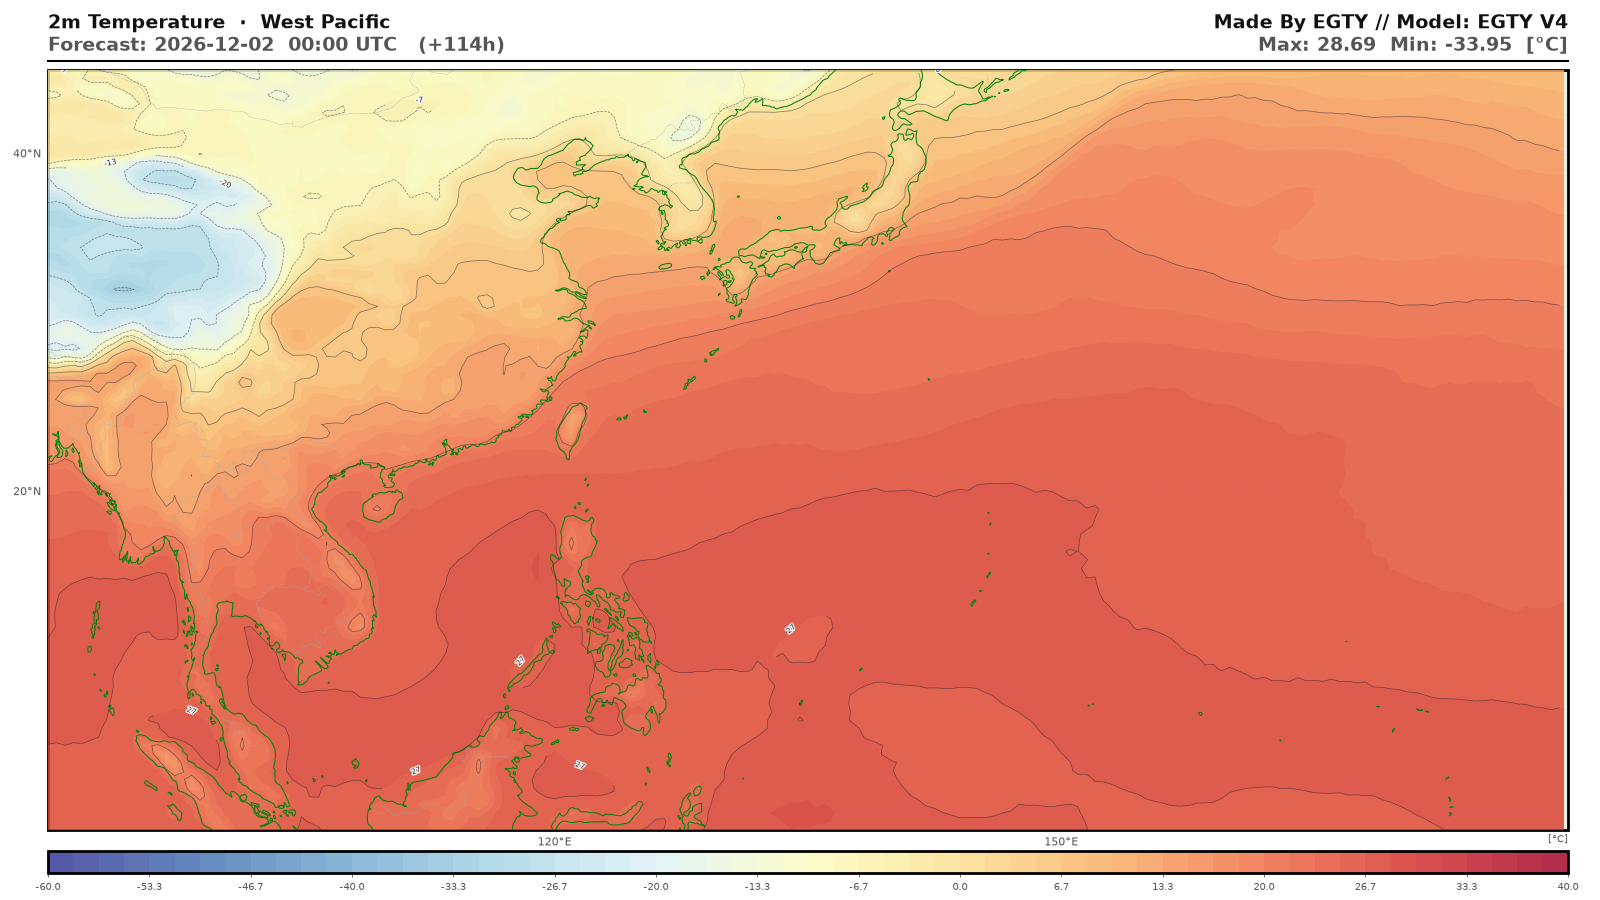 2m Temperature  ·  West Pacific
Made By EGTY // Model: EGTY V4
Forecast: 2026-12-02  00:00 UTC   (+114h)
Max: 28.69  Min: -33.95  [°C]
-7
40°N
-13
-20
20°N
27
27
27
27
27
120°E
150°E
[°C]
-60.0
-53.3
-46.7
-40.0
-33.3
-26.7
-20.0
-13.3
-6.7
0.0
6.7
13.3
20.0
26.7
33.3
40.0